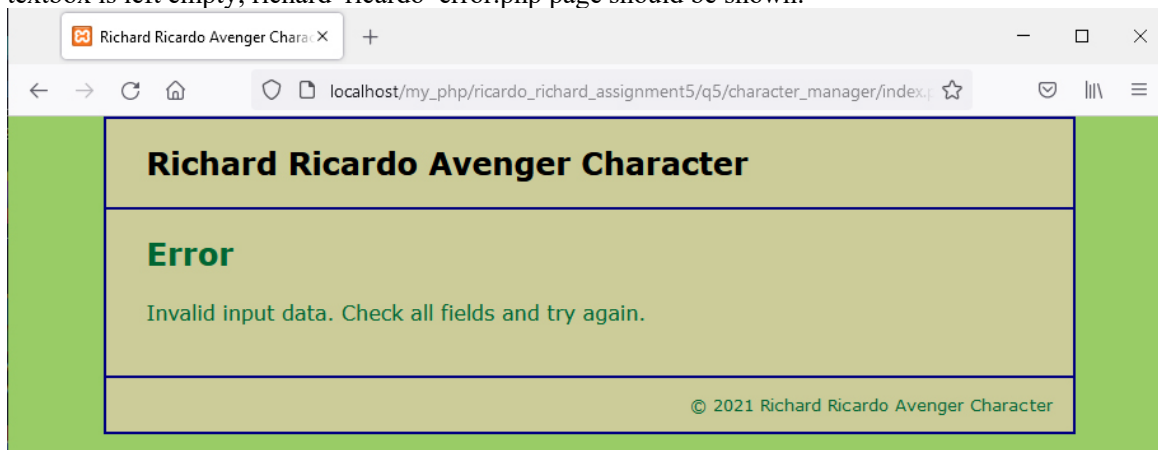 textbox is left empty, richard_ricardo_error.php page should be shown.
Richard Ricardo Avenger Charac
localhost/my_php/ricardo_richard_assignment5/q5/character_manager/index.p
Richard Ricardo Avenger Character
Error
Invalid input data. Check all fields and try again.
© 2021 Richard Ricardo Avenger Character